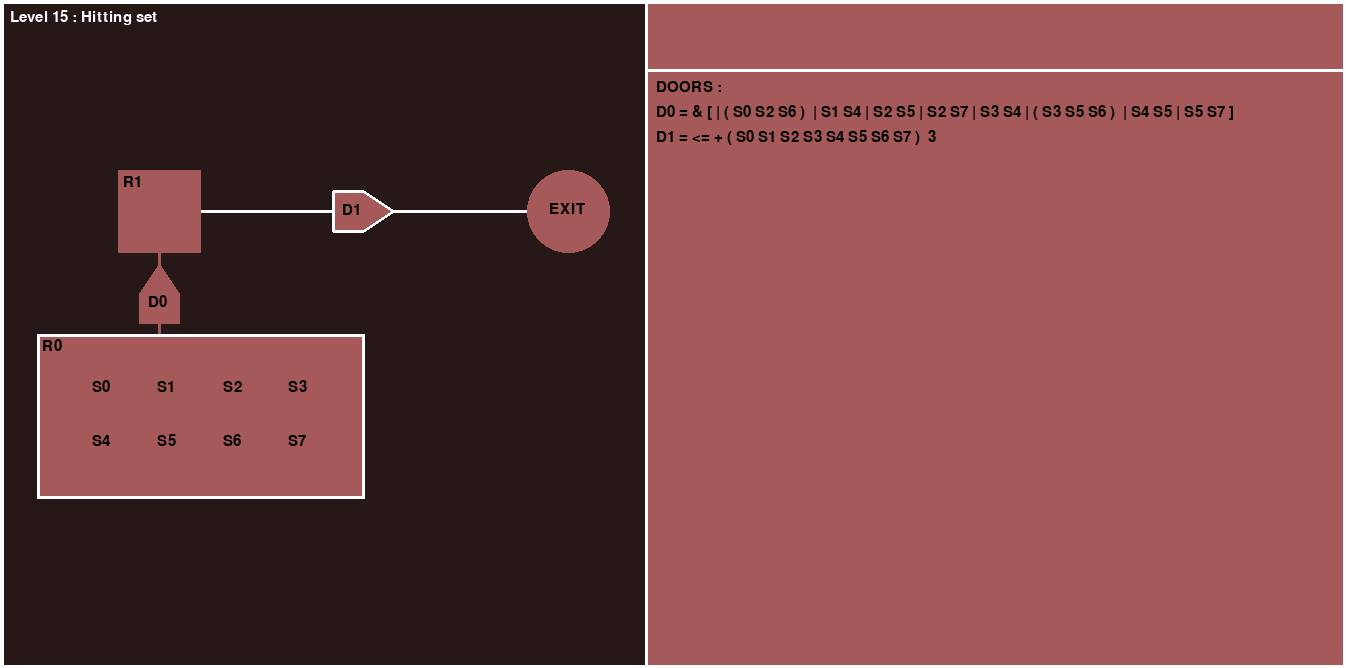 Level 15 : Hitting set
DOORS :
D0 = & [ | ( S0 S2 S6 ) | S1 S4 | S2 S5 | S2 S7 | S3 S4 | ( S3 S5 S6 ) | S4 S5 | S5 S7 ]
D1 = <= + ( S0 S1 S2 S3 S4 S5 S6 S7 ) 3
R1
D1
EXIT
D0
R0
S0 S1 S2 S3
S4 S5 S6 S7